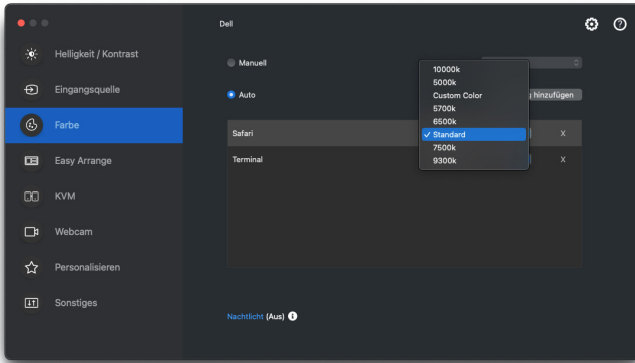 Dell
Helligkeit / Kontrast
Eingangsquelle
Farbe
Easy Arrange
KVM
Webcam
Personalisieren
Sonstiges
Manuell
Auto
hinzufügen
Safari
X
Terminal
X
10000k
5000k
Custom Color
5700k
6500k
✓ Standard
7500k
9300k
Nachtlicht (Aus)